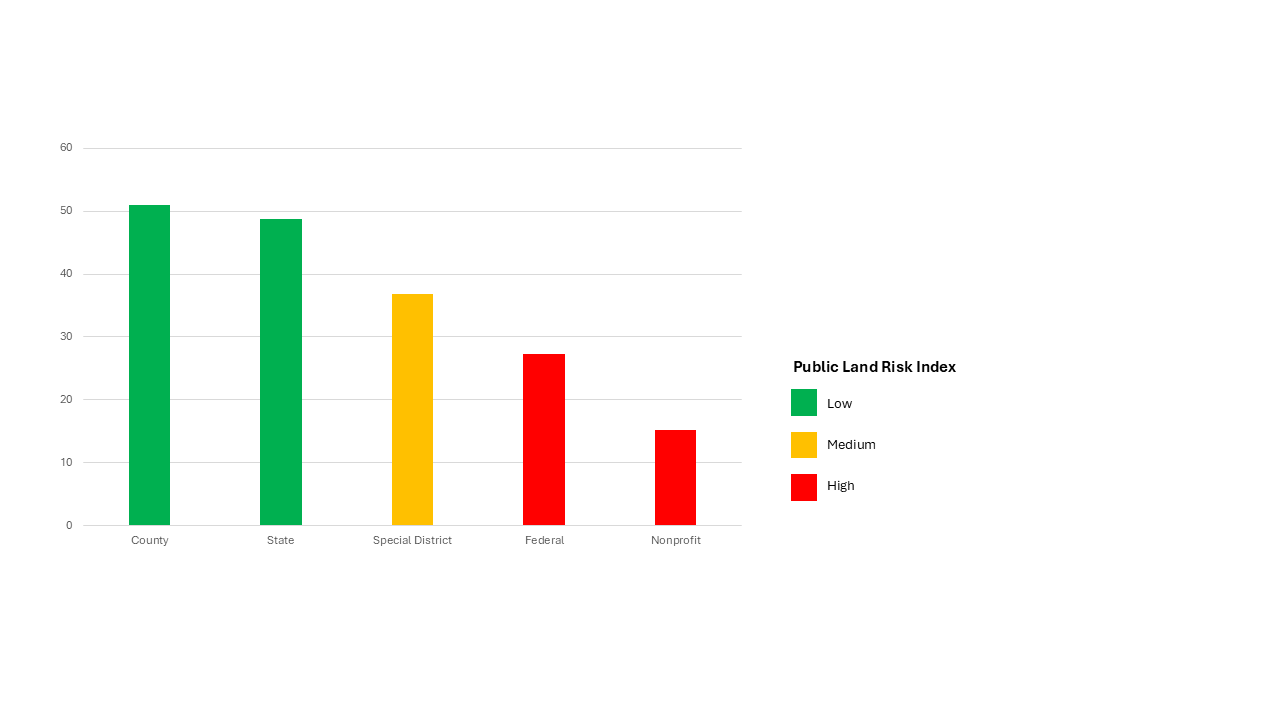 60
50
40
30
20
10
0
County
State
Special District
Federal
Nonprofit
Public Land Risk Index
Low
Medium
High